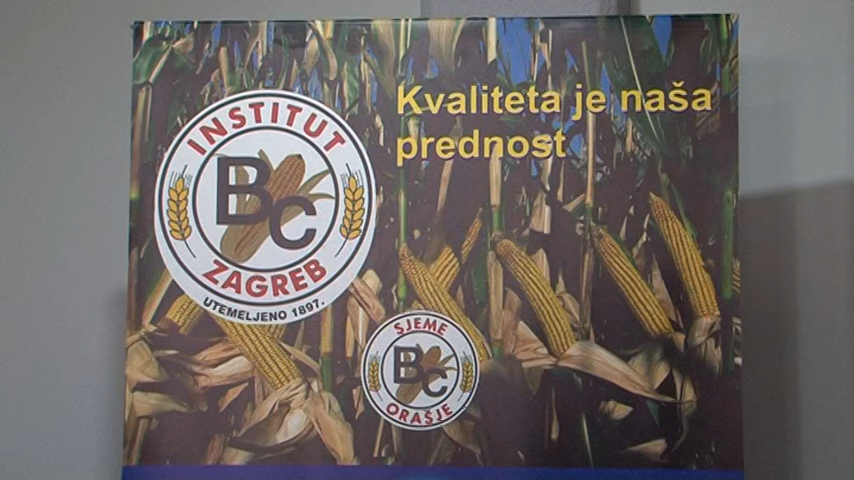 Kvaliteta je naša
prednost
INSTITUT
BC
ZAGREB
UTEMELJENO 1897.
SJEME
BC
ORAŠJE